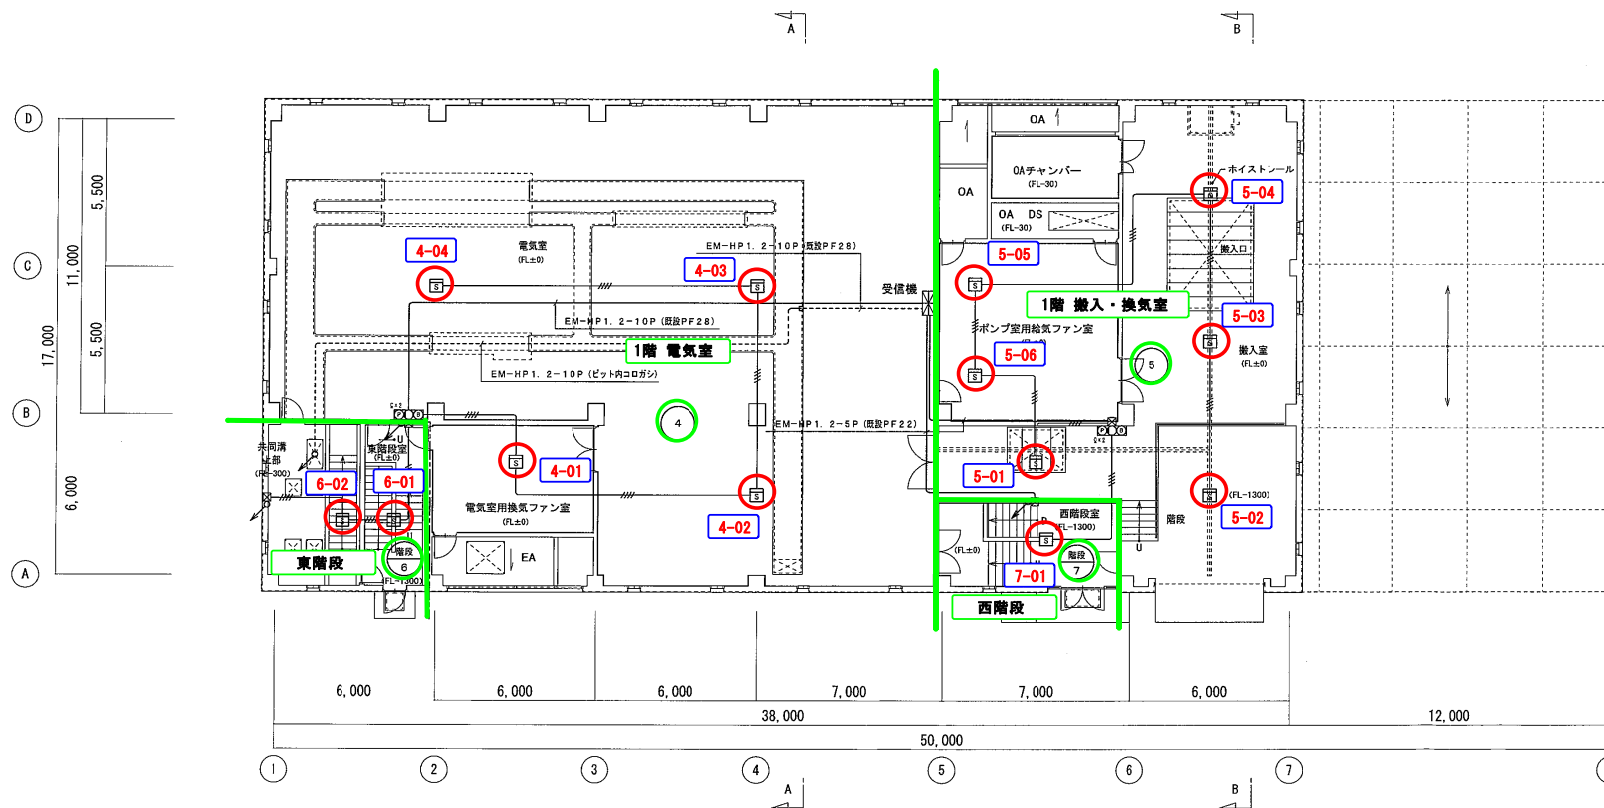 A
B
D
C
B
A
5,500
11,000
5,500
17,000
6,000
OA
OAチャンバー
(FL-30)
ホイストレール
5-04
OA
OA DS
(FL-30)
搬入口
4-04
電気室
(FL±0)
EM-HP1.2-10P(既設PF28)
5-05
4-03
S
S
S
S
受信機
1階 搬入・換気室
5-03
EM-HP1.2-10P(既設PF28)
ポンプ室用給気ファン室
1階 電気室
5-06
S
搬入室
(FL±0)
5
EM-HP1.2-10P(ピット内コロガシ)
S
4
EM-HP1.2-5P(既設PF22)
P
B
P
B
共同溝
上部
(FL-300)
U
東階段室
(FL±0)
6-02
6-01
S
4-01
5-01
S
電気室用換気ファン室
(FL±0)
S
4-02
S
(FL-1300)
5-02
階段
西階段室
(FL-1300)
S
S
(FL±0)
S
U
東階段
階段
6
(FL-1300)
EA
7-01
階段
7
U
西階段
6,000
6,000
6,000
7,000
7,000
6,000
38,000
12,000
50,000
1
2
3
4
5
6
7
A
B